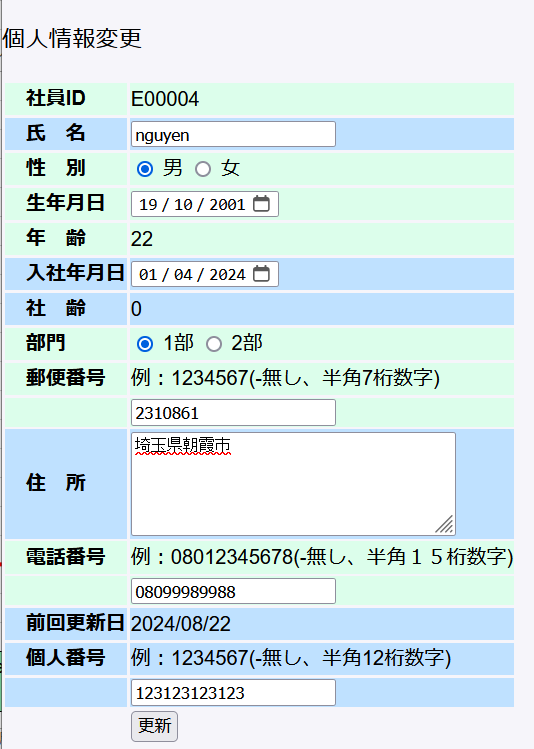 個人情報変更
社員ID E00004
氏　名 nguyen
性　別 男 女
生年月日 19 / 10 / 2001
年　齢 22
入社年月日 01 / 04 / 2024
社　齢 0
部門 1部 2部
郵便番号 例：1234567(-無し、半角7桁数字)
2310861
住　所 埼玉県朝霞市
電話番号 例：08012345678(-無し、半角１５桁数字)
08099989988
前回更新日 2024/08/22
個人番号 例：1234567(-無し、半角12桁数字)
123123123123
更新